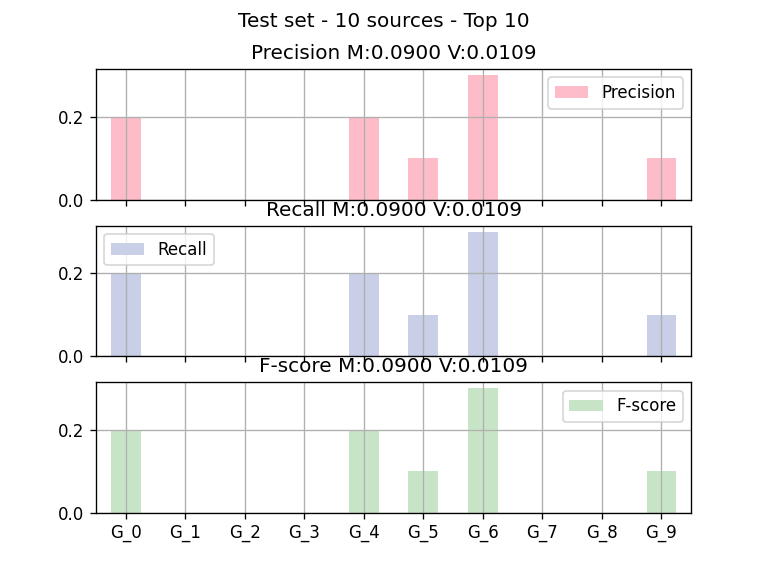 Test set - 10 sources - Top 10
Precision M:0.0900 V:0.0109
Precision
0.2
0.0
Recall M:0.0900 V:0.0109
Recall
0.2
0.0
F-score M:0.0900 V:0.0109
F-score
0.2
0.0
G_0 G_1 G_2 G_3 G_4 G_5 G_6 G_7 G_8 G_9